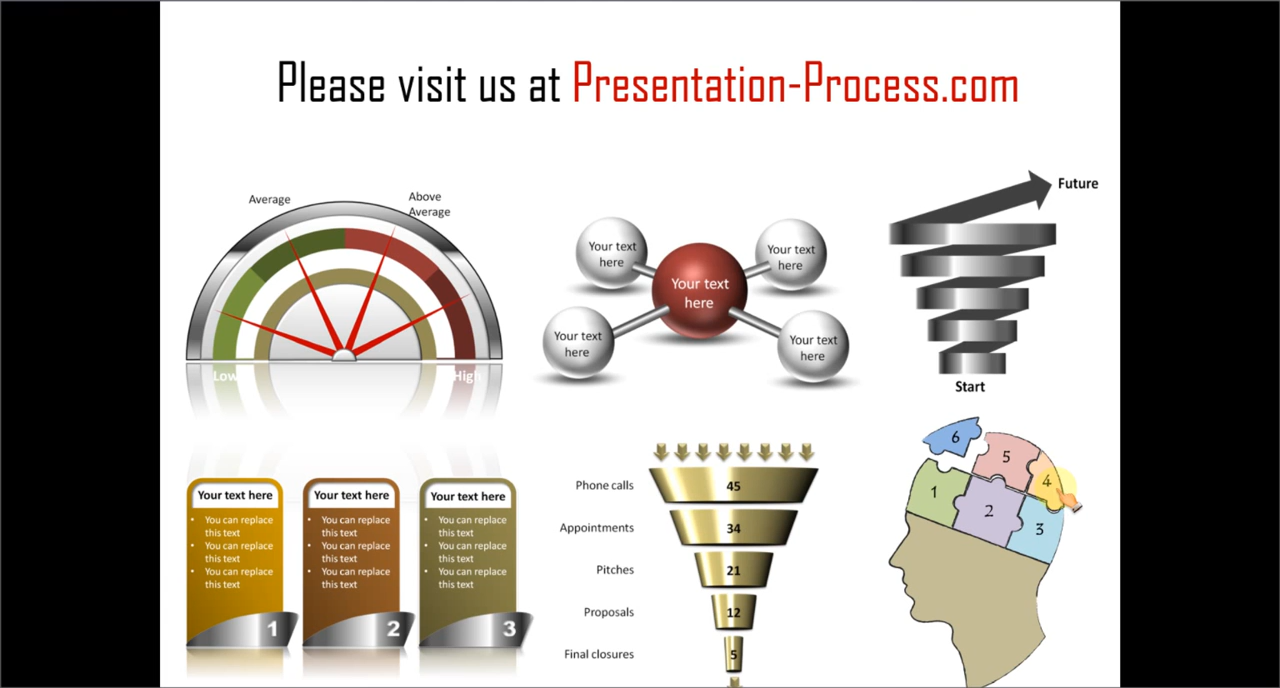 Please visit us at Presentation-Process.com
Average
Above
Average
Low
High
Your text
here
Your text
here
Your text
here
Your text
here
Your text
here
Future
Start
Your text here
• You can replace
this text
• You can replace
this text
• You can replace
this text
1
Your text here
• You can replace
this text
• You can replace
this text
• You can replace
this text
2
Your text here
• You can replace
this text
• You can replace
this text
• You can replace
this text
3
Phone calls 45
Appointments 34
Pitches 21
Proposals 12
Final closures 5
6
5
4
1
2
3